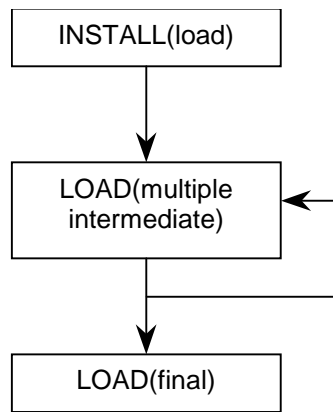 INSTALL(load)
LOAD(multiple
intermediate)
LOAD(final)